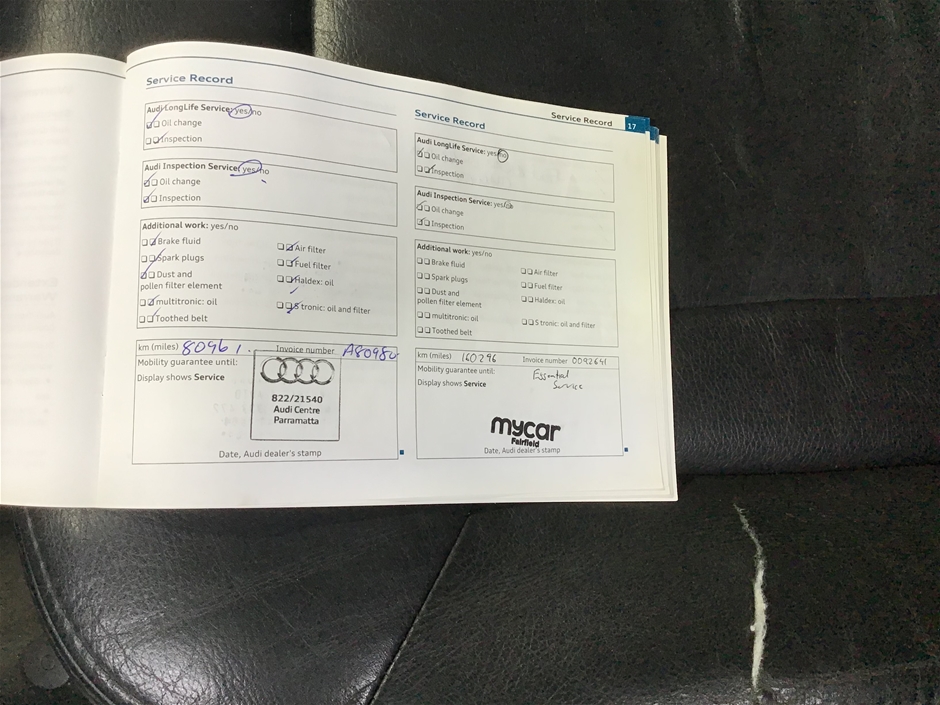 Service Record
Audi LongLife Service: yes/no
Oil change
Inspection
Audi Inspection Service: yes/no
Oil change
Inspection
Additional work: yes/no
Brake fluid
Spark plugs
Dust and
pollen filter element
multitronic: oil
Toothed belt
Air filter
Fuel filter
Haldex: oil
S tronic: oil and filter
km (miles) 80961. Invoice number
Mobility guarantee until:
Display shows Service
822/21540
Audi Centre
Parramatta
Date, Audi dealer's stamp
Service Record 17
Service Record
Audi LongLife Service: yes/no
Oil change
Inspection
Audi Inspection Service: yes/no
Oil change
Inspection
Additional work: yes/no
Brake fluid
Spark plugs
Dust and
pollen filter element
multitronic: oil
Toothed belt
Air filter
Fuel filter
Haldex: oil
S tronic: oil and filter
km (miles) 160296 Invoice number 0092641
Mobility guarantee until:
Display shows Service
Essential
Service
mycar
Fairfield
Date, Audi dealer's stamp